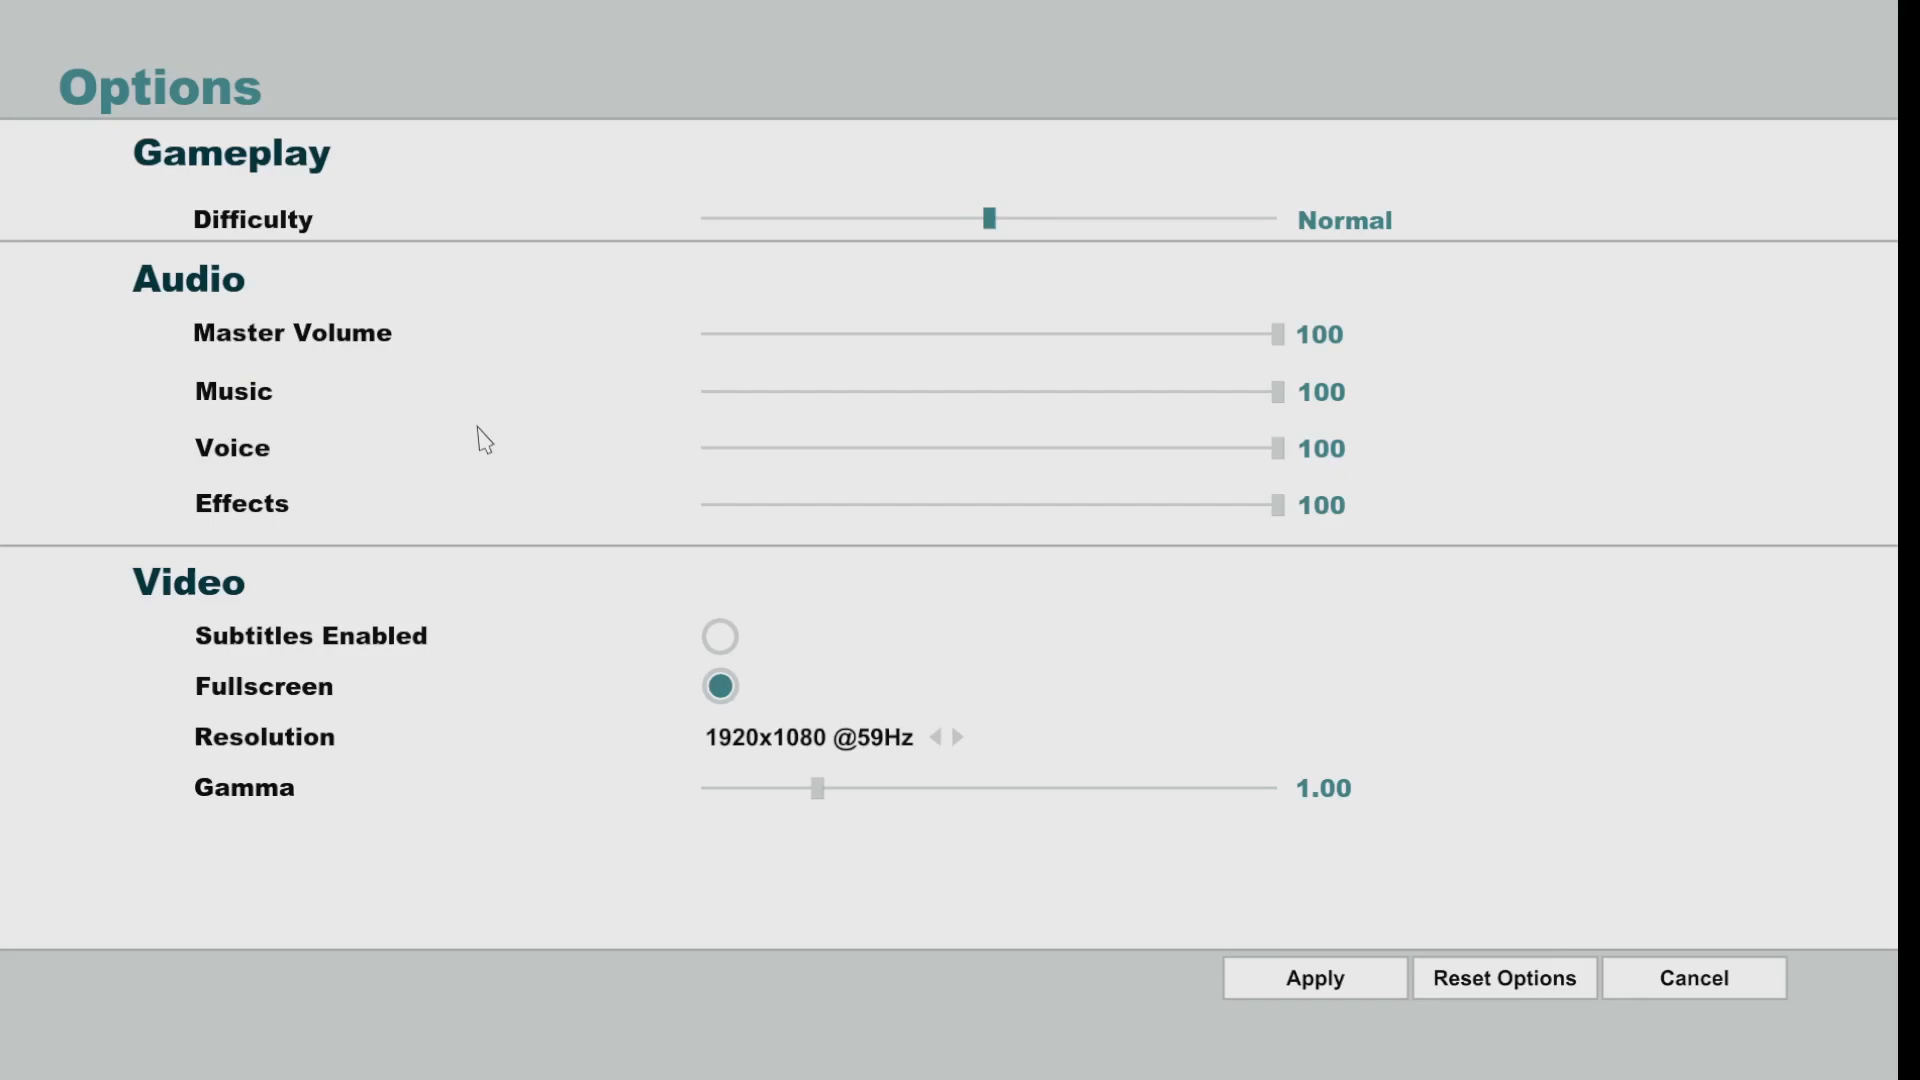 Options
Gameplay
Difficulty Normal
Audio
Master Volume 100
Music 100
Voice 100
Effects 100
Video
Subtitles Enabled
Fullscreen
Resolution 1920x1080 @59Hz
Gamma 1.00
Apply Reset Options Cancel